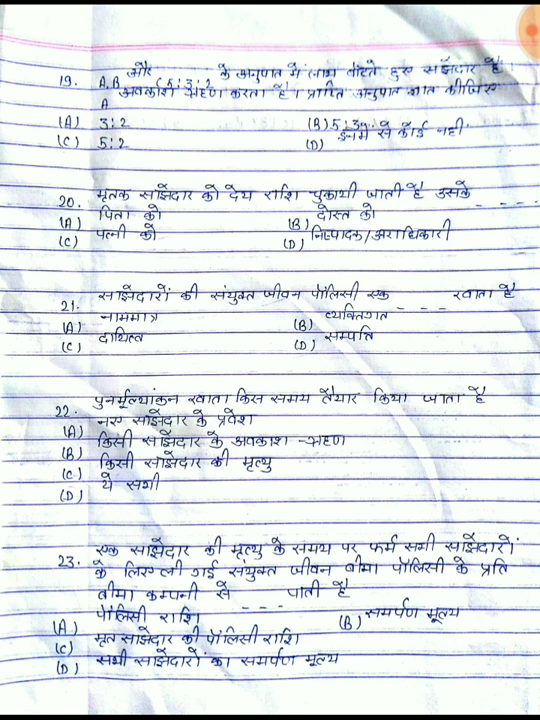 19. A, B और के अनुपात में लाभ बाँटते हुए साझेदार है।
5:3:2
अवकाश ग्रहण करता है। प्राप्ति अनुपात ज्ञात कीजिए
A
(A) 3:2 (B) 5:3
(C) 5:2 (D) इनमें से कोई नहीं
20. मृतक साझेदार को देय राशि चुकायी जाती है उसके - - - -
(A) पिता को (B) दोस्त को
(C) पत्नी को (D) निष्पादक/
21. साझेदारों की संयुक्त जीवन पॉलिसी एक - - - खाता है
(A) नाममात्र (B) व्यक्तिगत
(C) दायित्व (D) सम्पत्ति
22. पुनर्मूल्यांकन खाता किस समय तैयार किया जाता है
(A) नए साझेदार के प्रवेश
(B) किसी साझेदार के अवकाश ग्रहण
(C) किसी साझेदार की मृत्यु
(D) ये सभी
23. एक साझेदार की मृत्यु के समय पर फर्म सभी साझेदारों
के लिए ली गई संयुक्त जीवन बीमा पॉलिसी के प्रति
बीमा कम्पनी से - - - पाती है
(A) पॉलिसी राशि (B) समर्पण मूल्य
(C) मृत साझेदार की पॉलिसी राशि
(D) सभी साझेदारों का समर्पण मूल्य